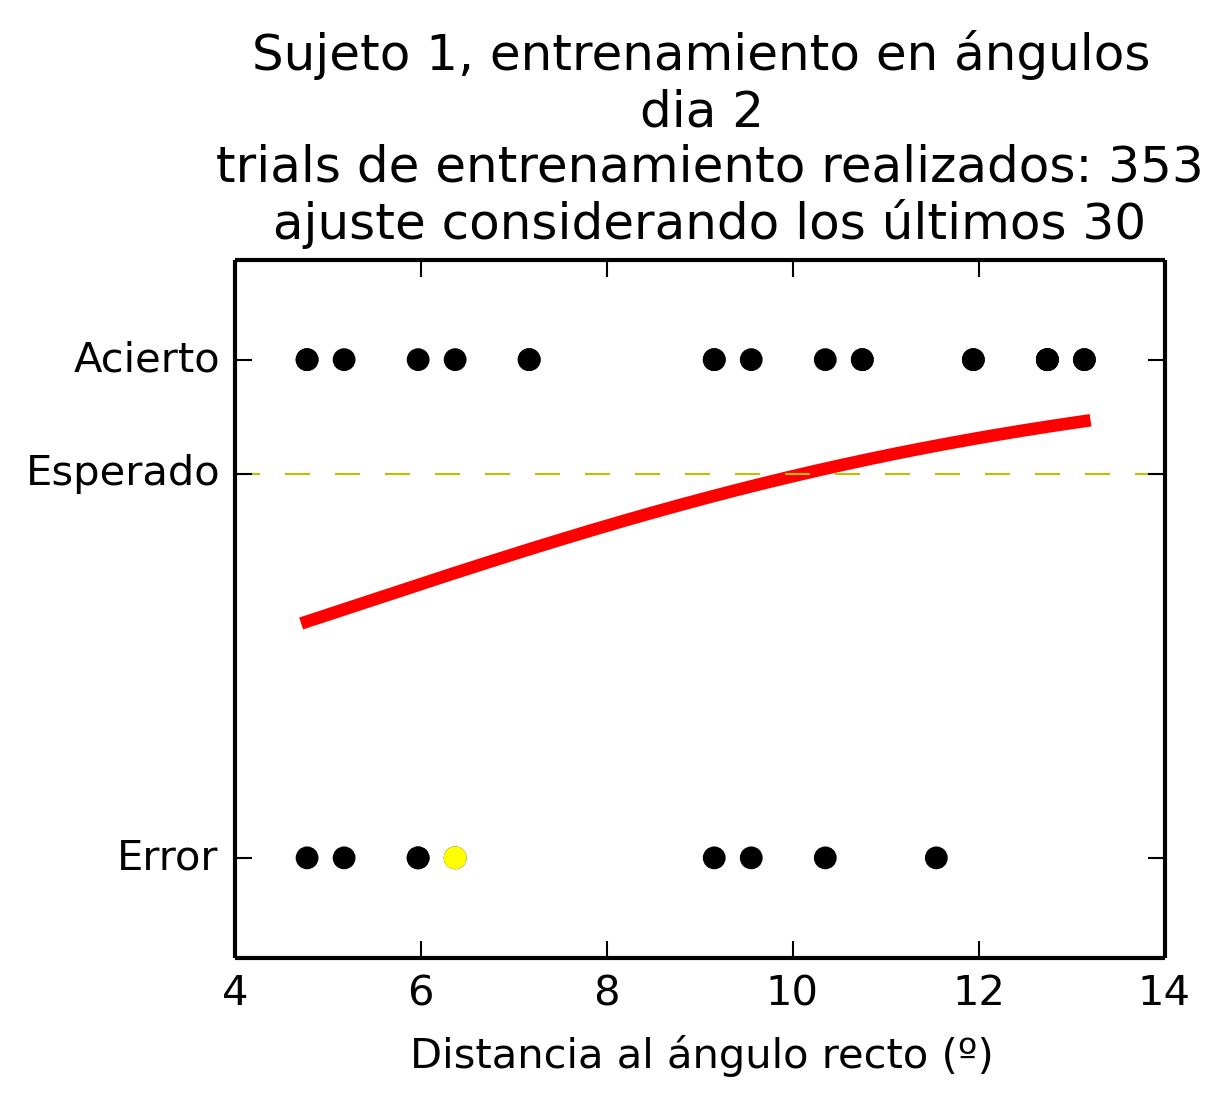 Sujeto 1, entrenamiento en ángulos
dia 2
trials de entrenamiento realizados: 353
ajuste considerando los últimos 30
Acierto
Esperado
Error
4 6 8 10 12 14
Distancia al ángulo recto (º)